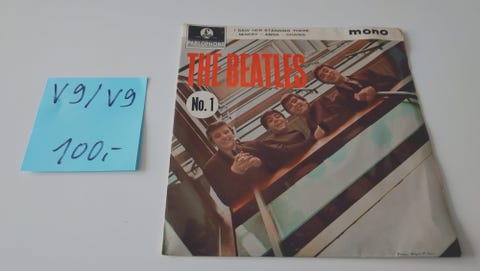 V9/V9
100,-
PARLOPHONE
I SAW HER STANDING THERE
MISERY · ANNA · CHAINS
mono
THE BEATLES
No. 1